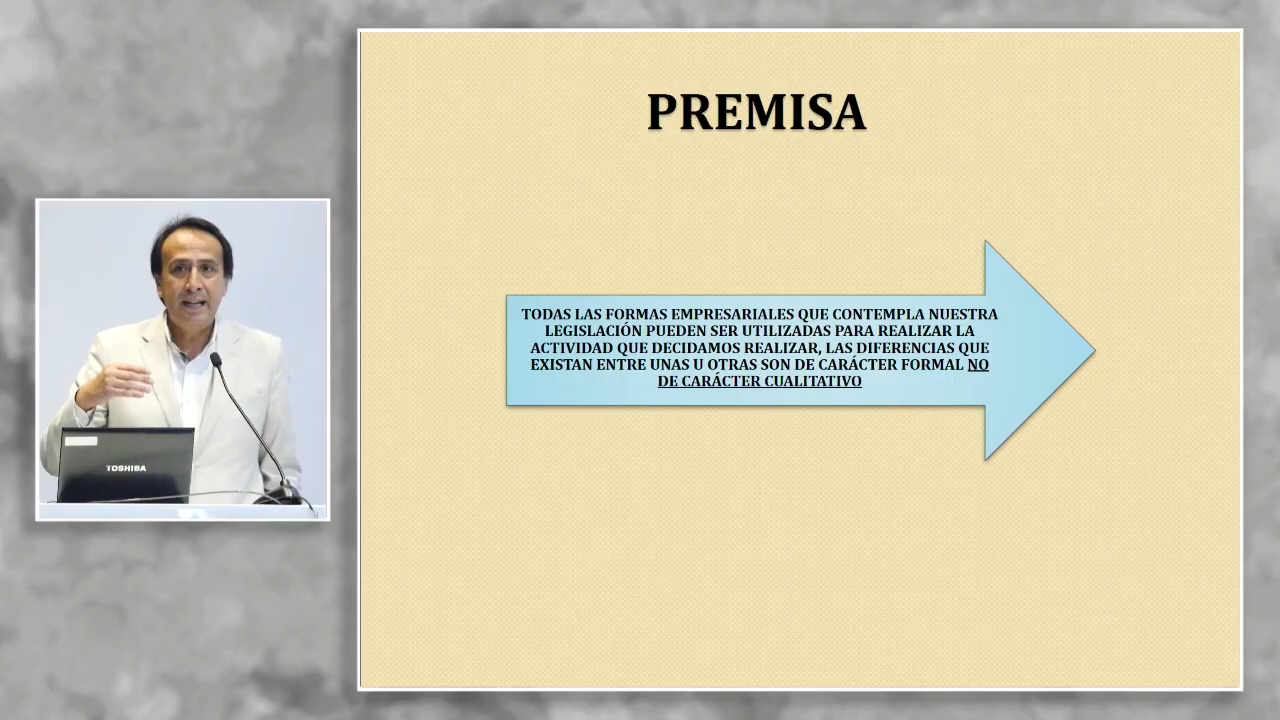 PREMISA
TODAS LAS FORMAS EMPRESARIALES QUE CONTEMPLA NUESTRA
LEGISLACIÓN PUEDEN SER UTILIZADAS PARA REALIZAR LA
ACTIVIDAD QUE DECIDAMOS REALIZAR, LAS DIFERENCIAS QUE
EXISTAN ENTRE UNAS U OTRAS SON DE CARÁCTER FORMAL NO
DE CARÁCTER CUALITATIVO
TOSHIBA